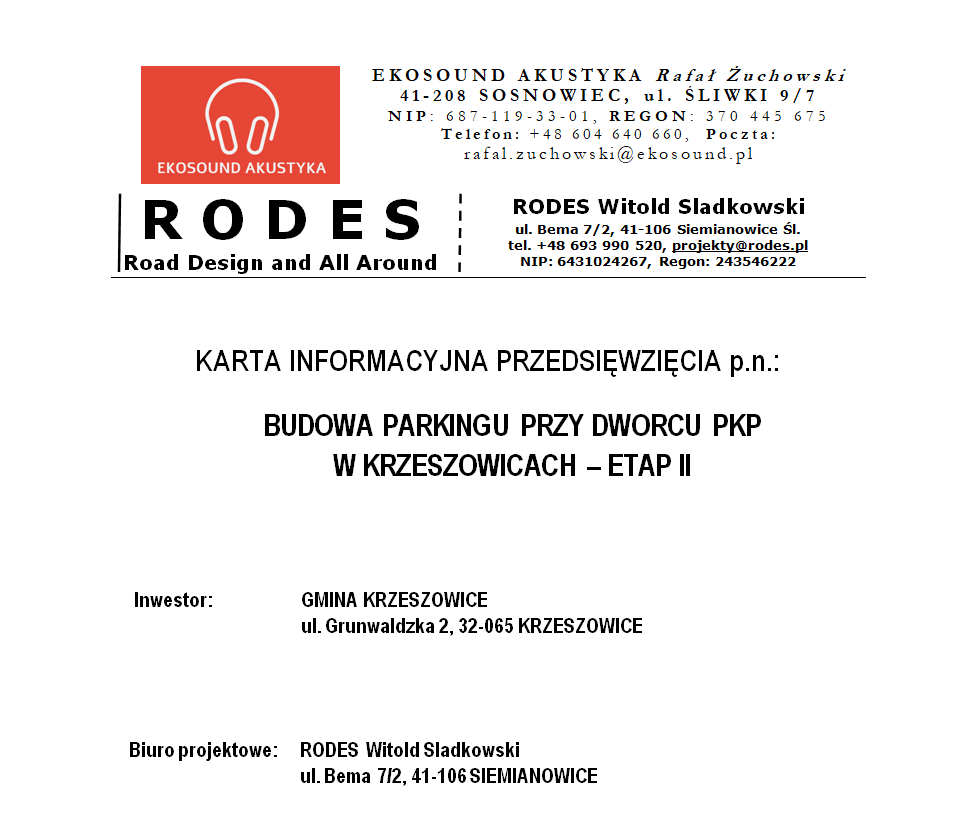 EKOSOUND AKUSTYKA
EKOSOUND AKUSTYKA Rafał Żuchowski
41-208 SOSNOWIEC, ul. ŚLIWKI 9/7
NIP: 687-119-33-01, REGON: 370 445 675
Telefon: +48 604 640 660, Poczta:
rafal.zuchowski@ekosound.pl
RODES
Road Design and All Around
RODES Witold Sladkowski
ul. Bema 7/2, 41-106 Siemianowice Śl.
tel. +48 693 990 520, projekty@rodes.pl
NIP: 6431024267, Regon: 243546222
KARTA INFORMACYJNA PRZEDSIĘWZIĘCIA p.n.:
BUDOWA PARKINGU PRZY DWORCU PKP
W KRZESZOWICACH – ETAP II
Inwestor: GMINA KRZESZOWICE
ul. Grunwaldzka 2, 32-065 KRZESZOWICE
Biuro projektowe: RODES Witold Sladkowski
ul. Bema 7/2, 41-106 SIEMIANOWICE